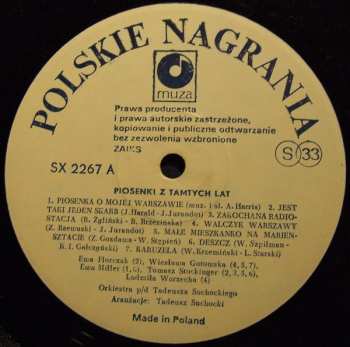 POLSKIE NAGRANIA
muza
Prawa producenta
i prawa autorskie zastrzeżone,
kopiowanie i publiczne odtwarzanie
bez zezwolenia wzbronione
ZAIKS
S 33
SX 2267 A
PIOSENKI Z TAMTYCH LAT
1. PIOSENKA O MOJEJ WARSZAWIE (muz. i sł. A. Harris) 2. JEST
TAKI JEDEN SKARB (J. Harald - J. Jurandot) 3. ZAKOCHANA RADIO-
STACJA (B. Żgliński - B. Brzezińska) 4. WALCZYK WARSZAWY
(Z. Rzewuski - J. Jurandot) 5. MAŁE MIESZKANKO NA MARIEN-
SZTACIE (Z. Gozdawa - W. Stępień) 6. DESZCZ (W. Szpilman -
K. I. Gałczyński) 7. KARUZELA (W. Krzemiński - L. Starski)
Ewa Florczak (2), Wiesława Gutowska (4, 5, 7),
Ewa Hiller (1, 6), Tomasz Stockinger (2, 3, 5, 6),
Ludmiła Warzecha (4)
Orkiestra p/d Tadeusza Suchockiego
Aranżacje: Tadeusz Suchocki
Made in Poland